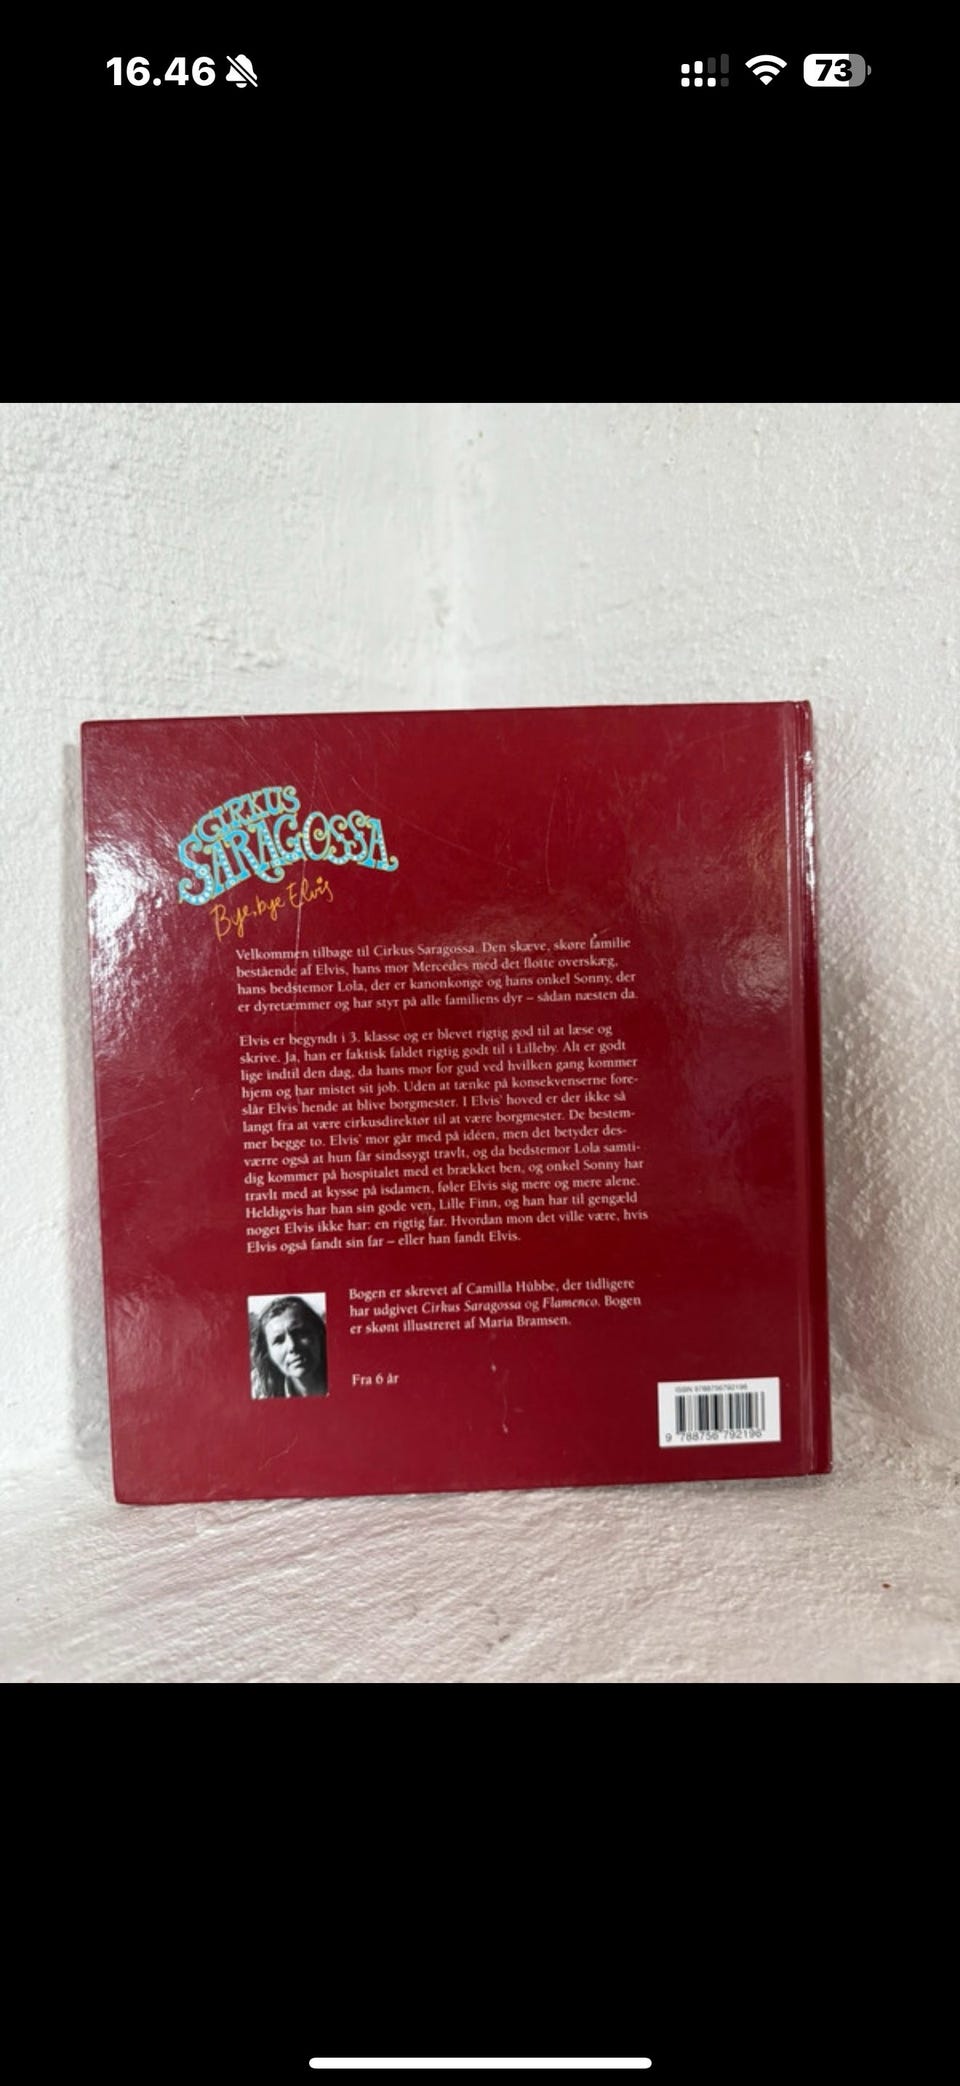 16.46
73
CIRKUS
SARAGOSSA
Bye, bye Elvis
Velkommen tilbage til Cirkus Saragossa. Den skæve, skøre familie
bestående af Elvis, hans mor Mercedes med det flotte overskæg,
hans bedstemor Lola, der er kanonkonge og hans onkel Sonny, der
er dyretæmmer og har styr på alle familiens dyr – sådan næsten da.
Elvis er begyndt i 3. klasse og er blevet rigtig god til at læse og
skrive. Ja, han er faktisk faldet rigtig godt til i Lilleby. Alt er godt
lige indtil den dag, da hans mor for gud ved hvilken gang kommer
hjem og har mistet sit job. Uden at tænke på konsekvenserne fore-
slår Elvis hende at blive borgmester. I Elvis' hoved er der ikke så
langt fra at være cirkusdirektør til at være borgmester. De bestem-
mer begge to. Elvis' mor går med på idéen, men det betyder des-
værre også at hun får sindssygt travlt, og da bedstemor Lola samti-
dig kommer på hospitalet med et brækket ben, og onkel Sonny har
travlt med at kysse på isdamen, føler Elvis sig mere og mere alene.
Heldigvis har han sin gode ven, Lille Finn, og han har til gengæld
noget Elvis ikke har: en rigtig far. Hvordan mon det ville være, hvis
Elvis også fandt sin far – eller han fandt Elvis.
Bogen er skrevet af Camilla Hübbe, der tidligere
har udgivet Cirkus Saragossa og Flamenco. Bogen
er skønt illustreret af Maria Bramsen.
Fra 6 år
ISBN 9788756792196
9 788756 792196